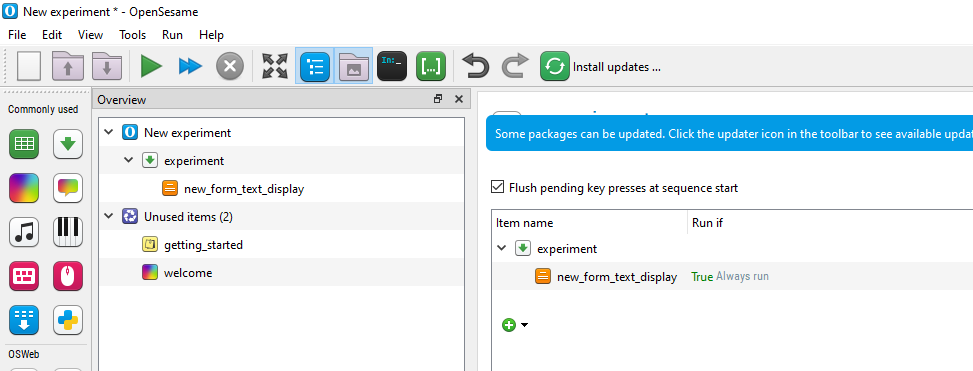 New experiment * - OpenSesame
File Edit View Tools Run Help
In:_
[...]
Install updates ...
Commonly used
Overview
New experiment
experiment
new_form_text_display
Unused items (2)
getting_started
welcome
OSWeb
Some packages can be updated. Click the updater icon in the toolbar to see available
Flush pending key presses at sequence start
Item name Run if
experiment
new_form_text_display True Always run